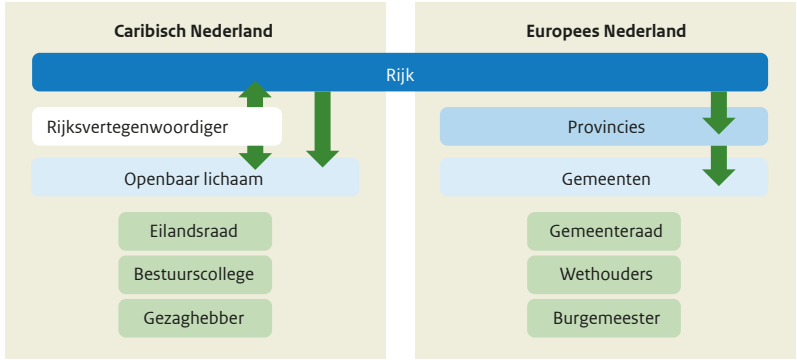 Caribisch Nederland
Europees Nederland
Rijk
Rijksvertegenwoordiger
Provincies
Openbaar lichaam
Gemeenten
Eilandsraad
Gemeenteraad
Bestuurscollege
Wethouders
Gezaghebber
Burgemeester